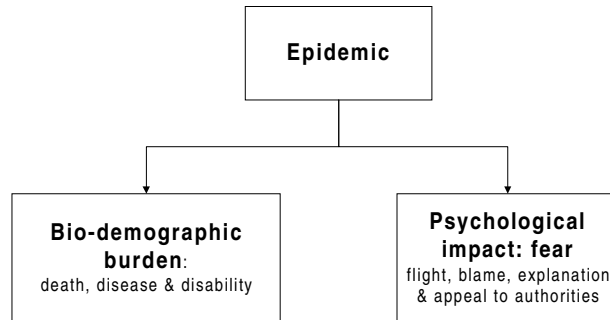 Epidemic
Bio-demographic
burden:
death, disease & disability
Psychological
impact: fear
flight, blame, explanation
& appeal to authorities